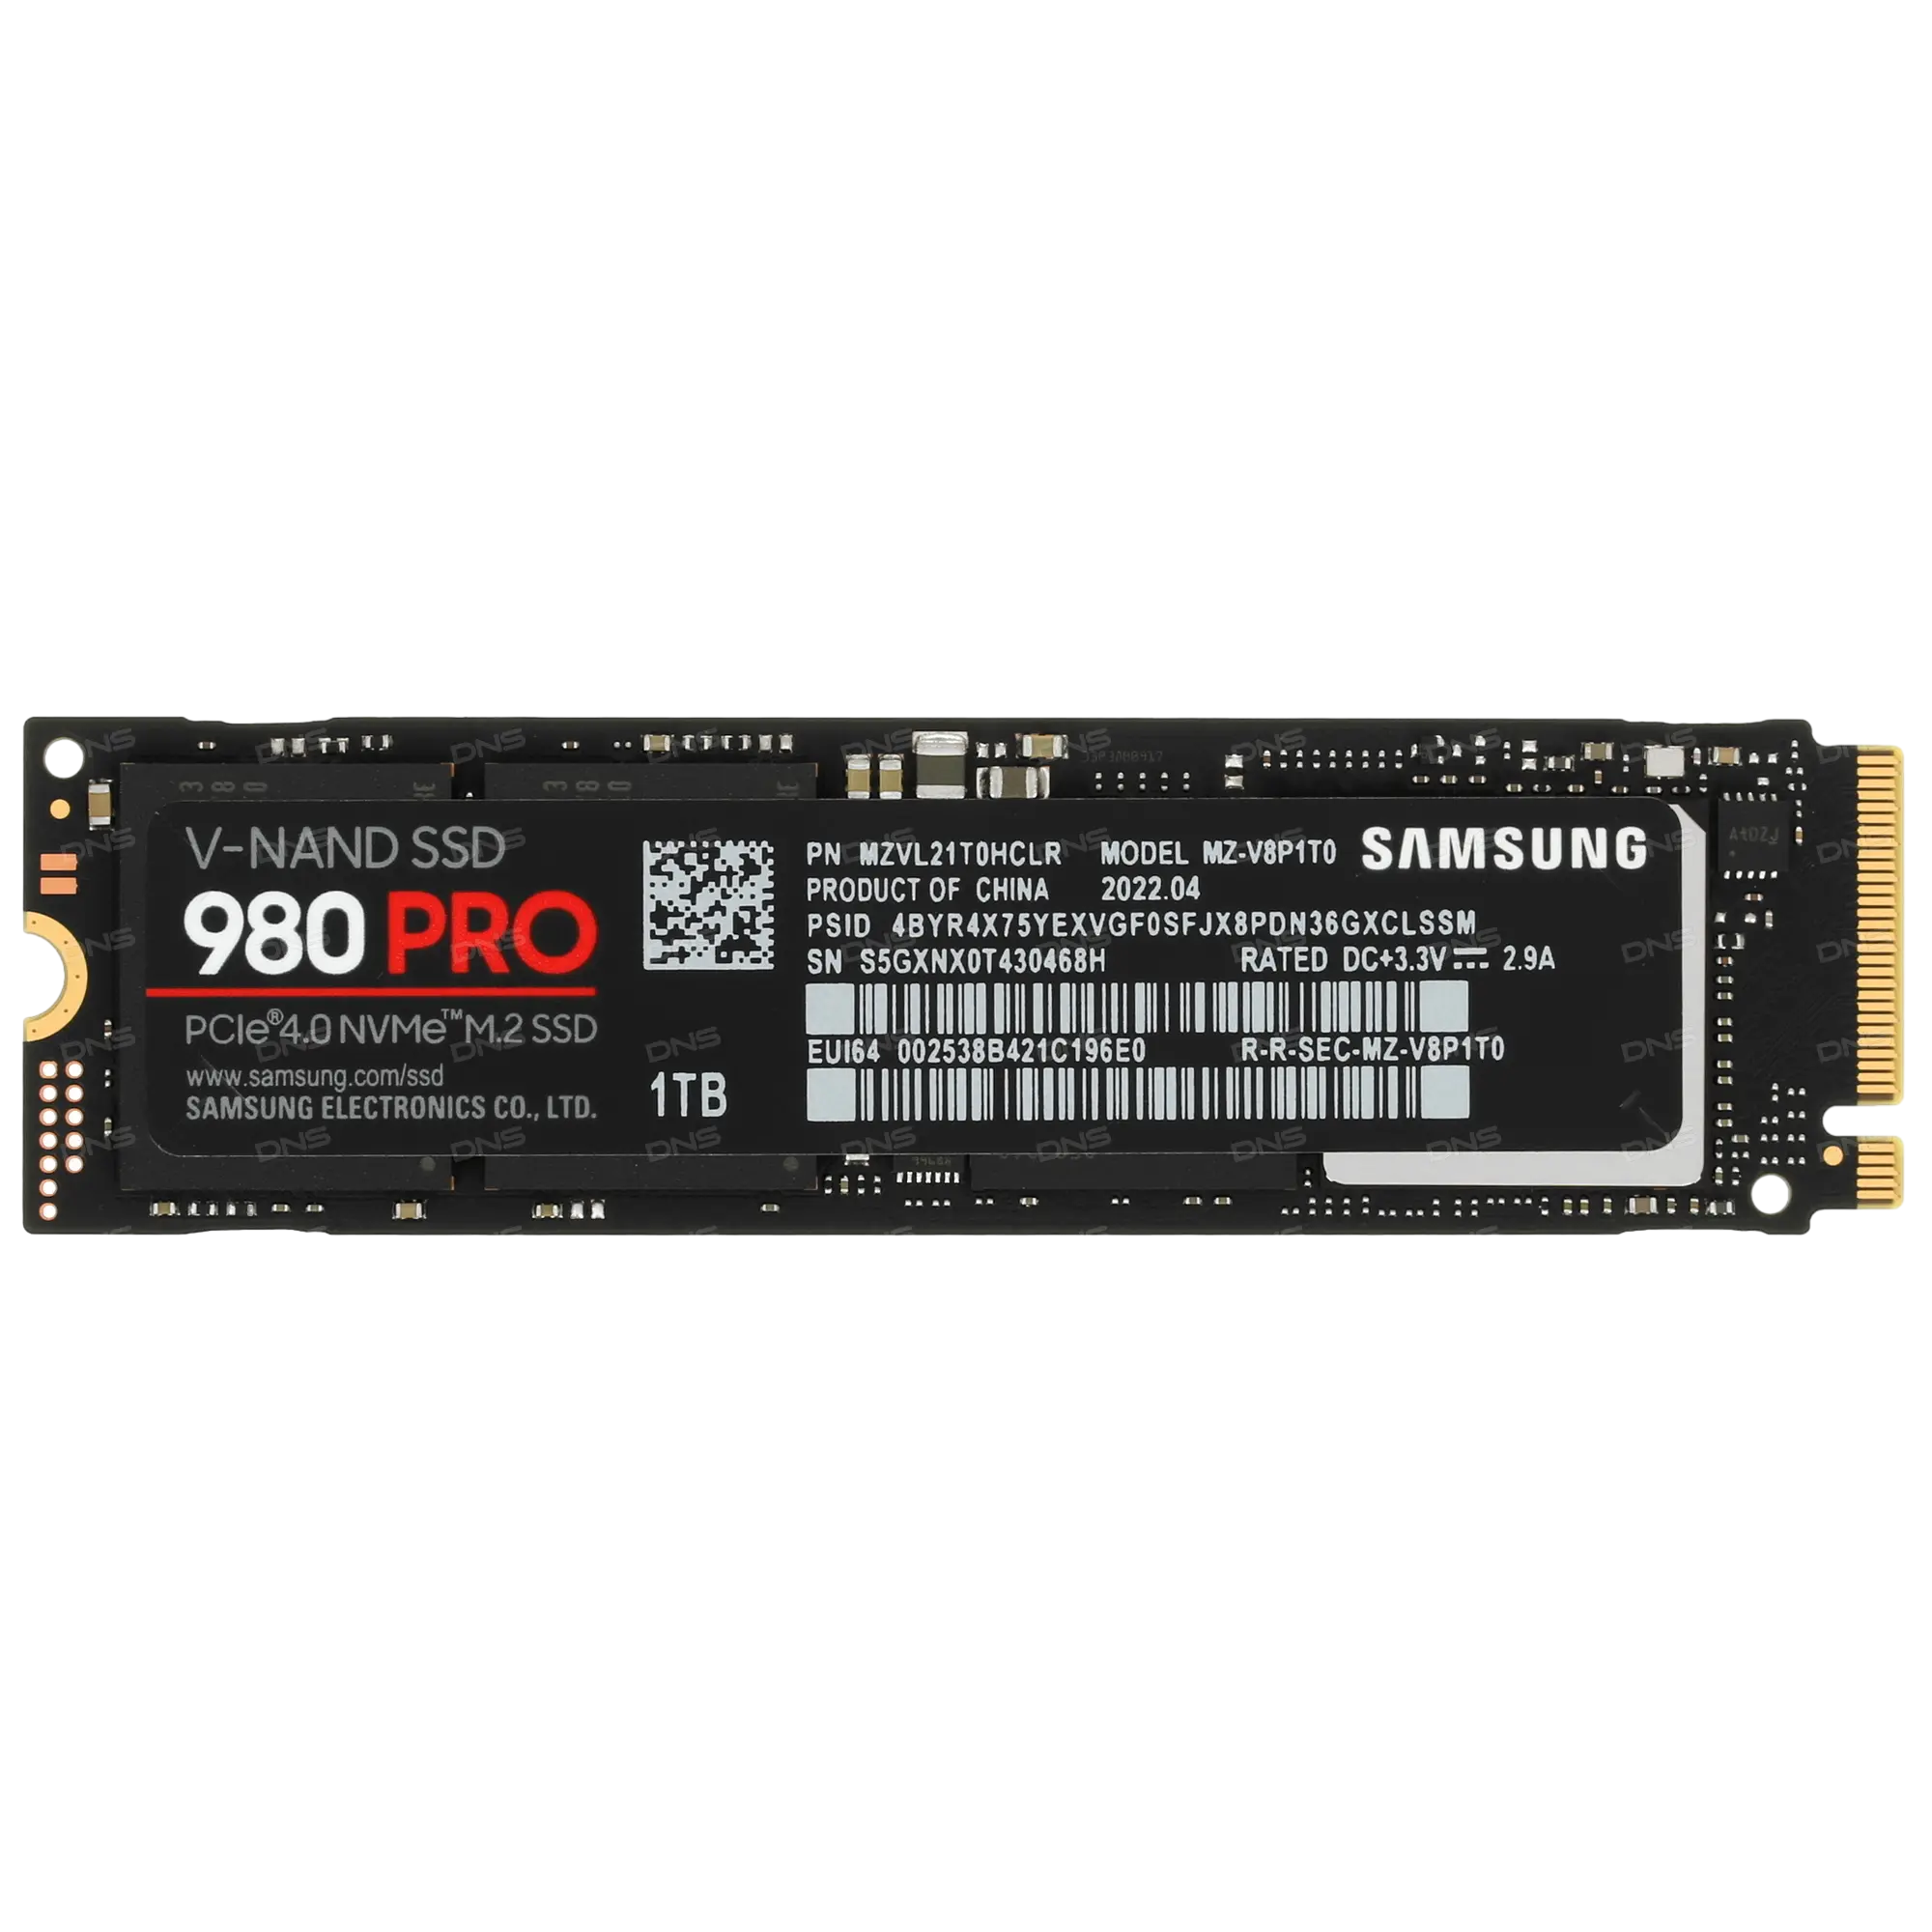 V-NAND SSD
980 PRO
PCIe®4.0 NVMe™ M.2 SSD
www.samsung.com/ssd
SAMSUNG ELECTRONICS CO., LTD.
1TB
PN MZVL21T0HCLR MODEL MZ-V8P1T0 SAMSUNG
PRODUCT OF CHINA 2022.04
PSID 4BYR4X75YEXVGF0SFJX8PDN36GXCLSSM
SN S5GXNX0T430468H RATED DC+3.3V⎓ 2.9A
EUI64 002538B421C196E0 R-R-SEC-MZ-V8P1T0
DNS